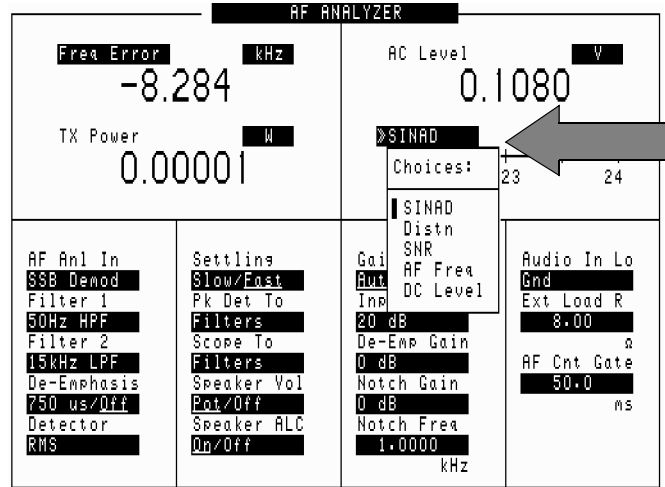 AF ANALYZER
Freq Error kHz
-8.284
AC Level V
0.1080
TX Power W
0.00001
»SINAD
23 24
Choices:
SINAD
Distn
SNR
AF Freq
DC Level
AF Anl In
SSB Demod
Filter 1
50Hz HPF
Filter 2
15kHz LPF
De-Emphasis
750 us/Off
Detector
RMS
Settling
Slow/Fast
Pk Det To
Filters
Scope To
Filters
Speaker Vol
Pot/Off
Speaker ALC
On/Off
20 dB
De-Emp Gain
0 dB
Notch Gain
0 dB
Notch Freq
1.0000
kHz
Audio In Lo
Gnd
Ext Load R
8.00
Ω
AF Cnt Gate
50.0
ms